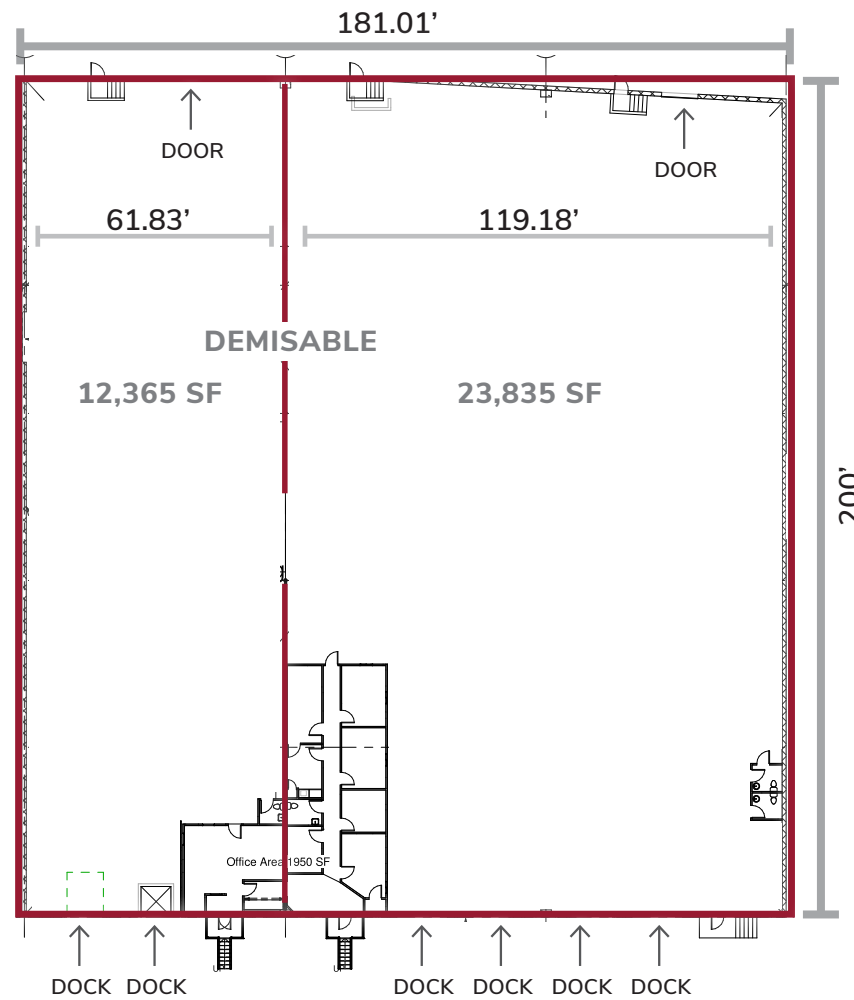 181.01’
DOOR
DOOR
61.83’
119.18’
DEMISABLE
12,365 SF
23,835 SF
200’
Office Area 1950 SF
DOCK
DOCK
DOCK
DOCK
DOCK
DOCK